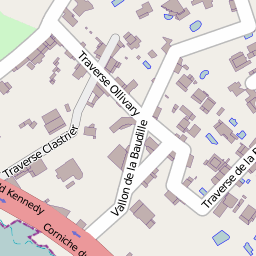 Traverse Ollivary
Vallon de la Baudille
Traverse Clastrier
Traverse de la
Kennedy
Corniche